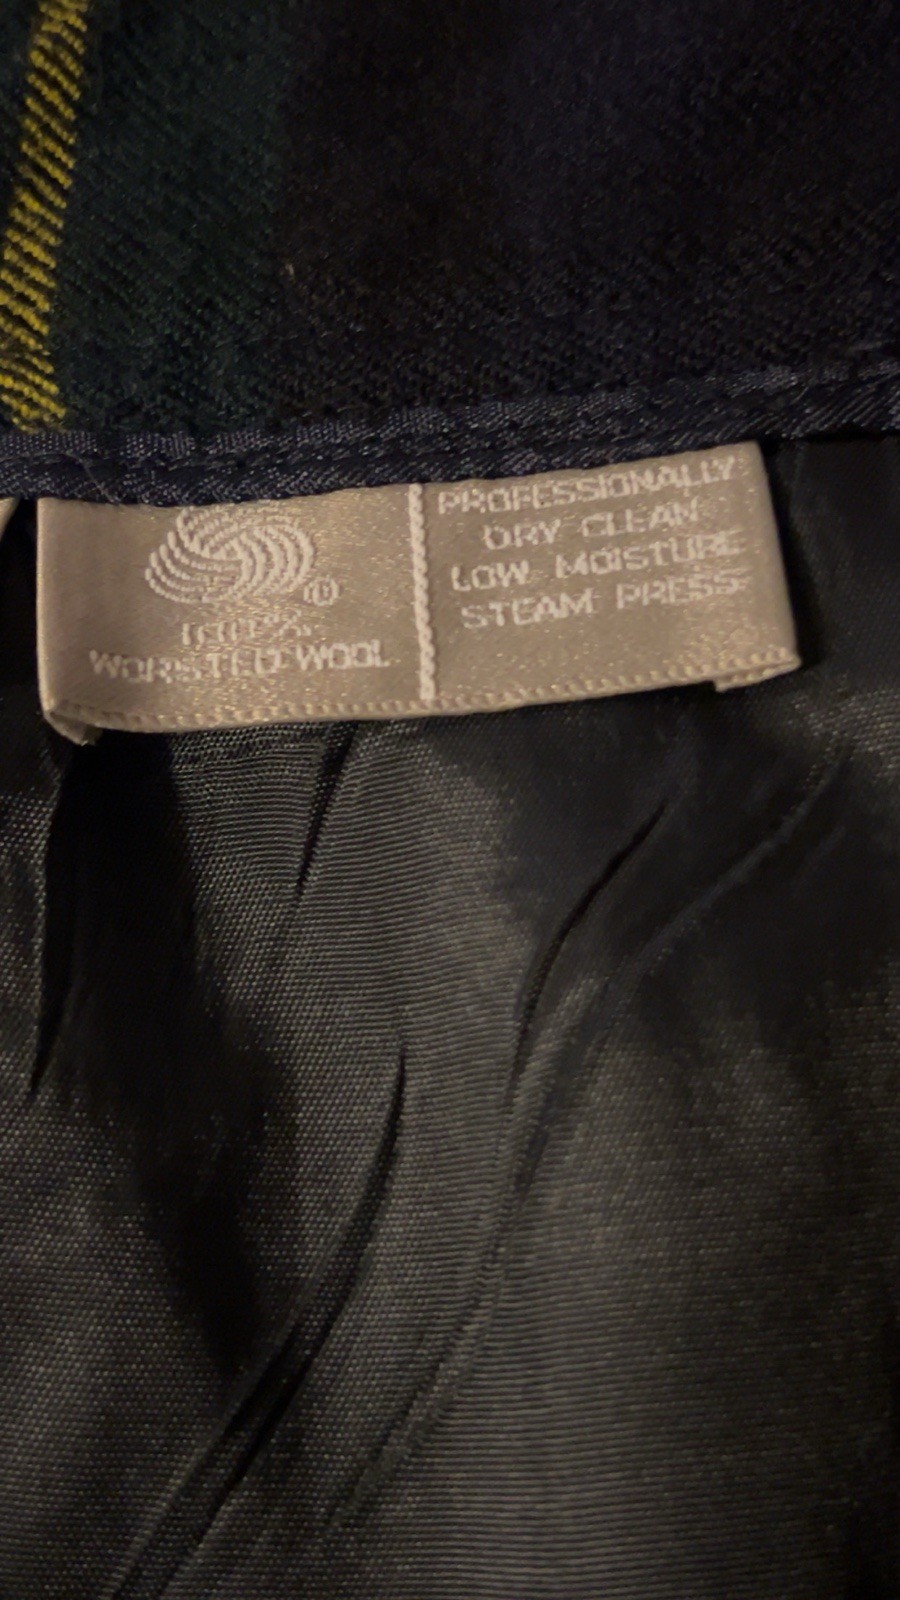 ®
100%
WORSTED WOOL
PROFESSIONALLY
DRY CLEAN
LOW MOISTURE
STEAM PRESS